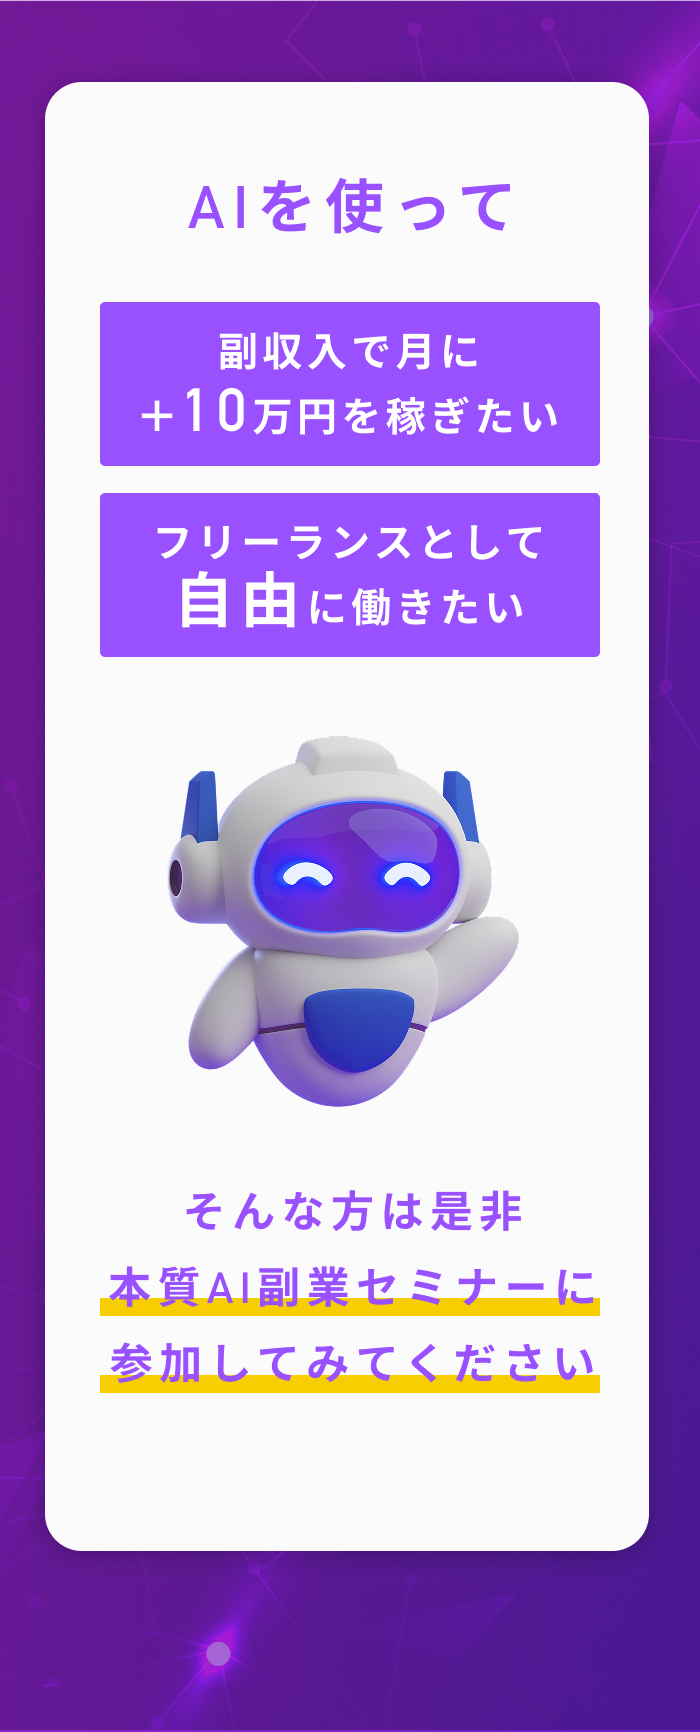 AIを使って
副収入で月に
+10万円を稼ぎたい
フリーランスとして
自由に働きたい
そんな方は是非
本質AI副業セミナーに
参加してみてください